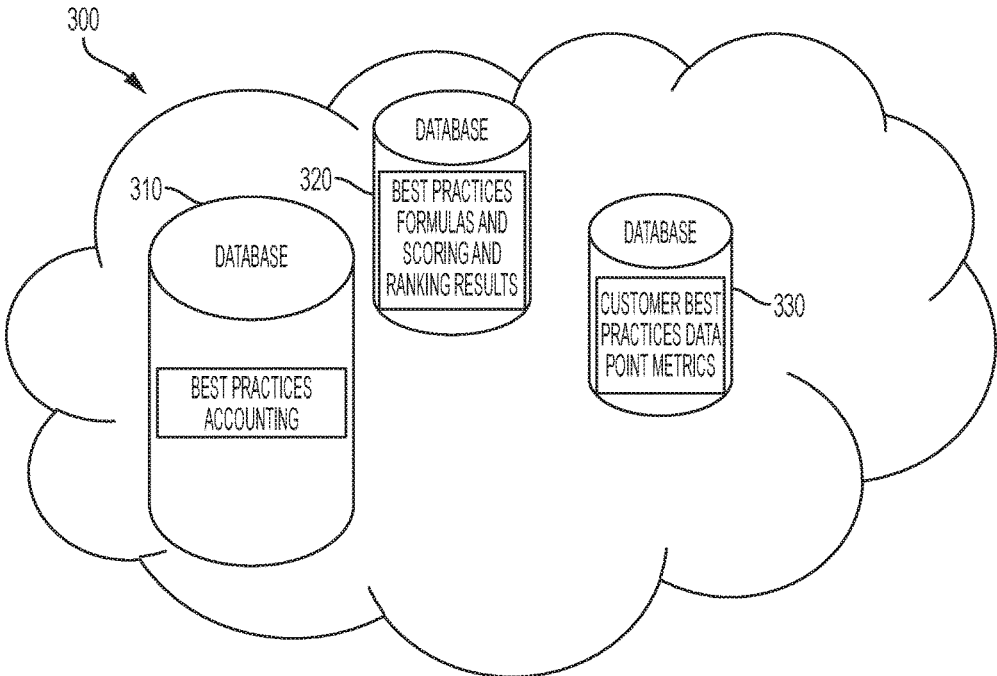 300
DATABASE
320
BEST PRACTICES
FORMULAS AND
SCORING AND
RANKING RESULTS
310
DATABASE
BEST PRACTICES
ACCOUNTING
DATABASE
330
CUSTOMER BEST
PRACTICES DATA
POINT METRICS